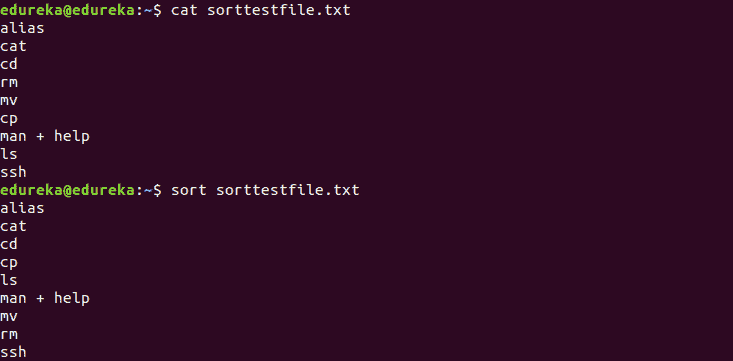 edureka@edureka:~$ cat sorttestfile.txt
alias
cat
cd
rm
mv
cp
man + help
ls
ssh
edureka@edureka:~$ sort sorttestfile.txt
alias
cat
cd
cp
ls
man + help
mv
rm
ssh